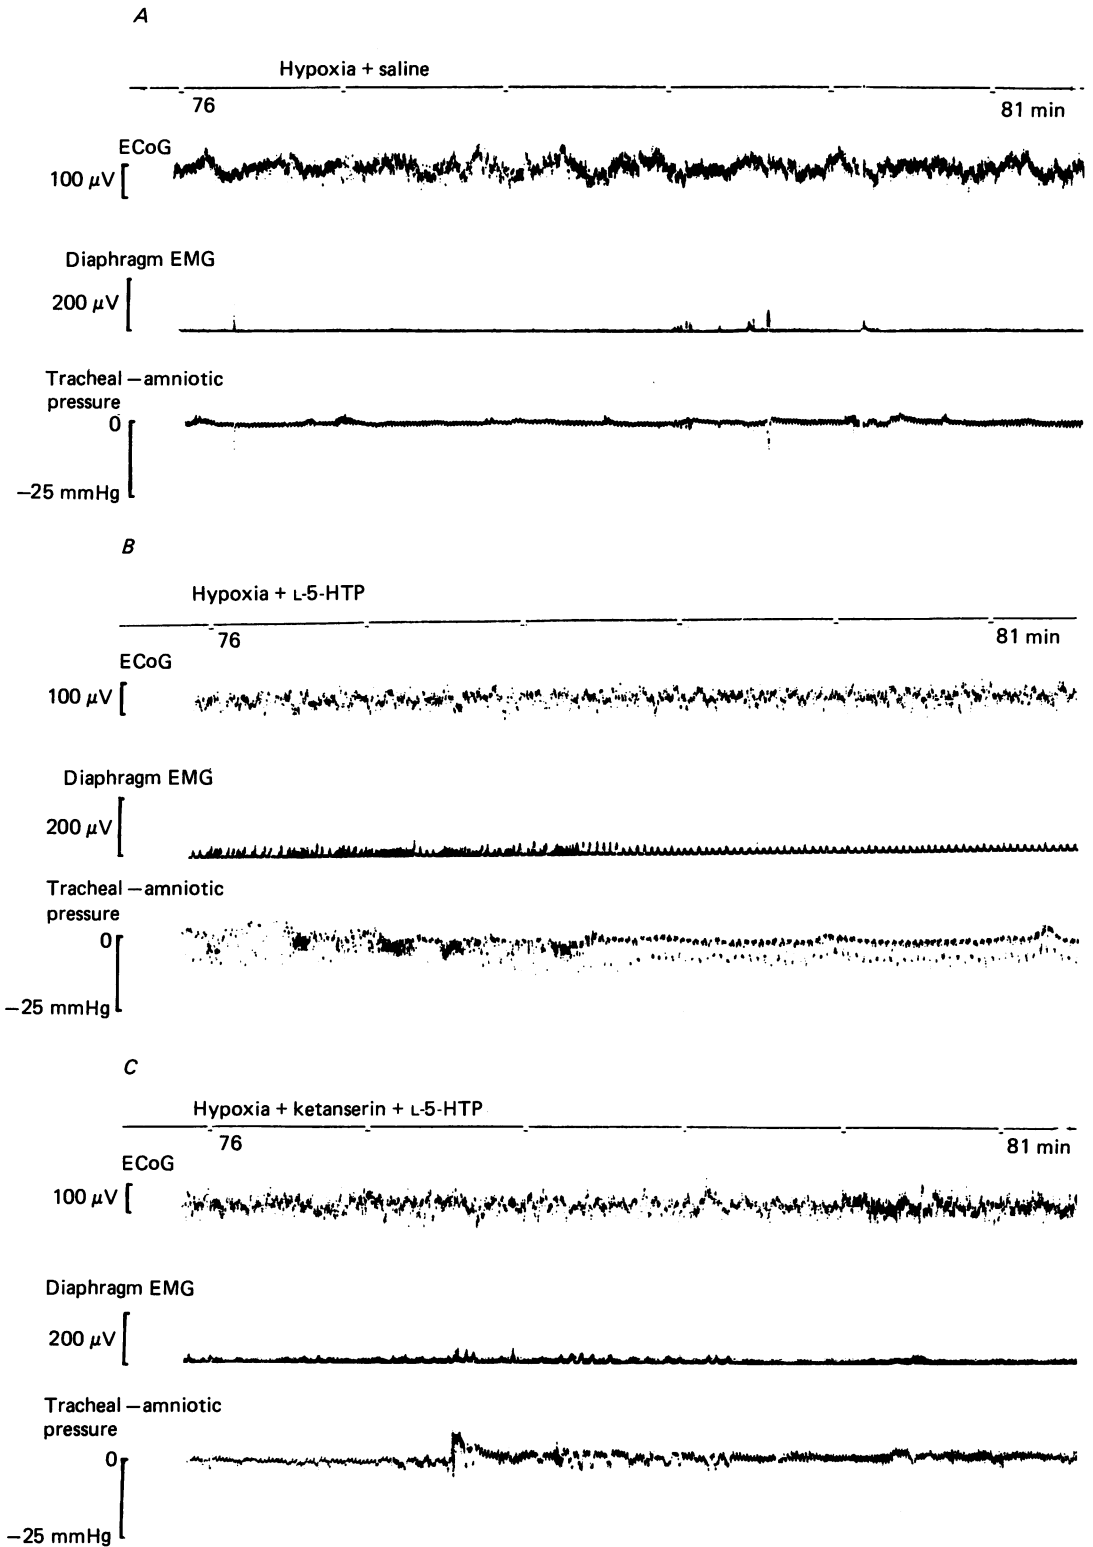 A
Hypoxia + saline
76
81 min
ECoG
100 μV
Diaphragm EMG
200 μV
Tracheal –amniotic
pressure
0
–25 mmHg
B
Hypoxia + L-5-HTP
76
81 min
ECoG
100 μV
Diaphragm EMG
200 μV
Tracheal –amniotic
pressure
0
–25 mmHg
C
Hypoxia + ketanserin + L-5-HTP
76
81 min
ECoG
100 μV
Diaphragm EMG
200 μV
Tracheal –amniotic
pressure
0
–25 mmHg